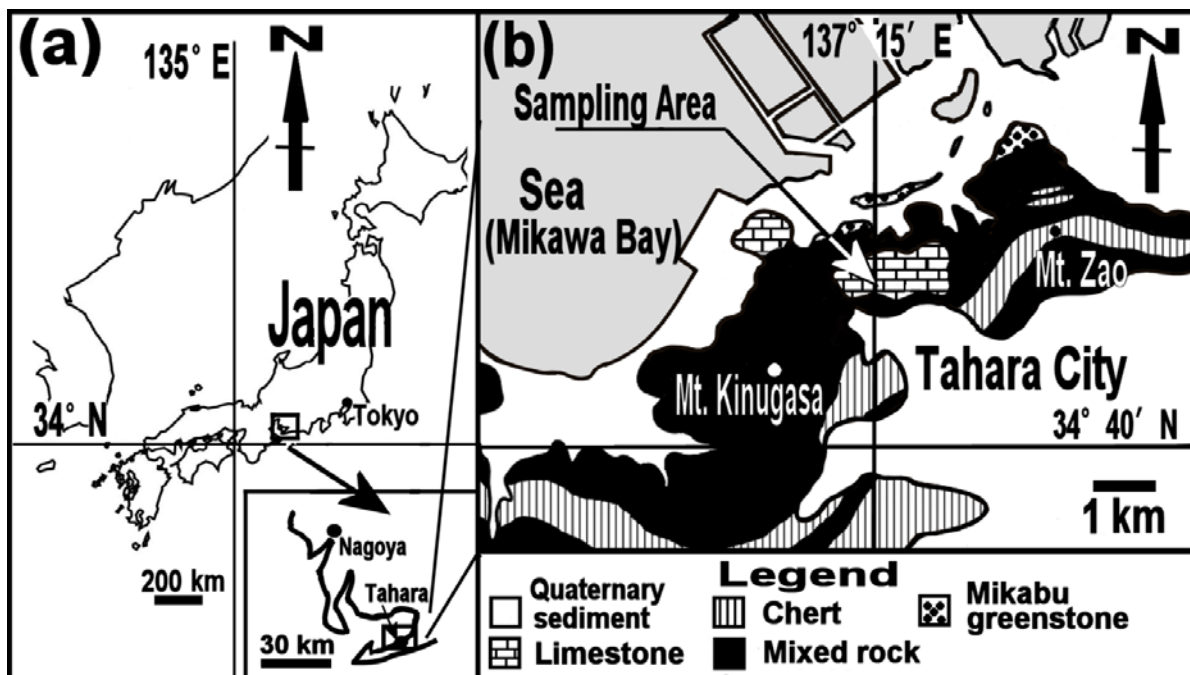 (a)
135° E
N
Japan
34° N
Tokyo
200 km
Nagoya
Tahara
30 km
(b)
137° 15′ E
N
Sampling Area
Sea
(Mikawa Bay)
Mt. Zao
Mt. Kinugasa
Tahara City
34° 40′ N
1 km
Legend
Quaternary
sediment
Chert
Mikabu
greenstone
Limestone
Mixed rock